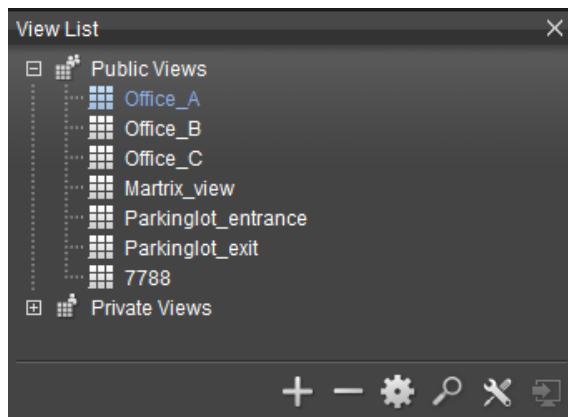 View List
Public Views
Office_A
Office_B
Office_C
Martrix_view
Parkinglot_entrance
Parkinglot_exit
7788
Private Views